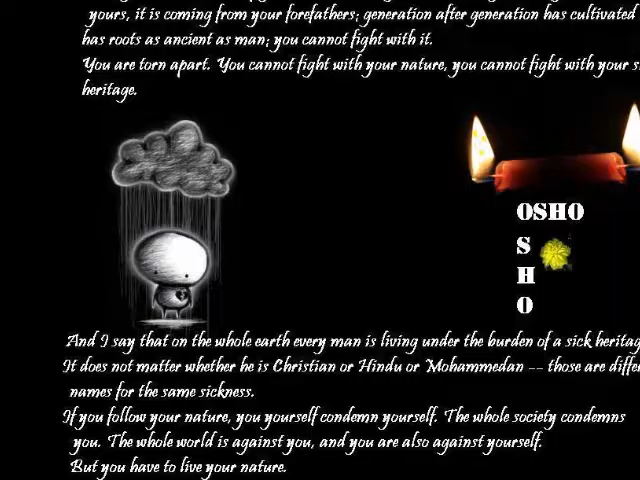 yours, it is coming from your forefathers; generation after generation has cultivated
has roots as ancient as man; you cannot fight with it.
You are torn apart. You cannot fight with your nature, you cannot fight with your
heritage.
OSHO
S
H
O
And I say that on the whole earth every man is living under the burden of a sick
It does not matter whether he is Christian or Hindu or Mohammedan -- those are
names for the same sickness.
If you follow your nature, you yourself condemn yourself. The whole society condemns
you. The whole world is against you, and you are also against yourself.
But you have to live your nature.